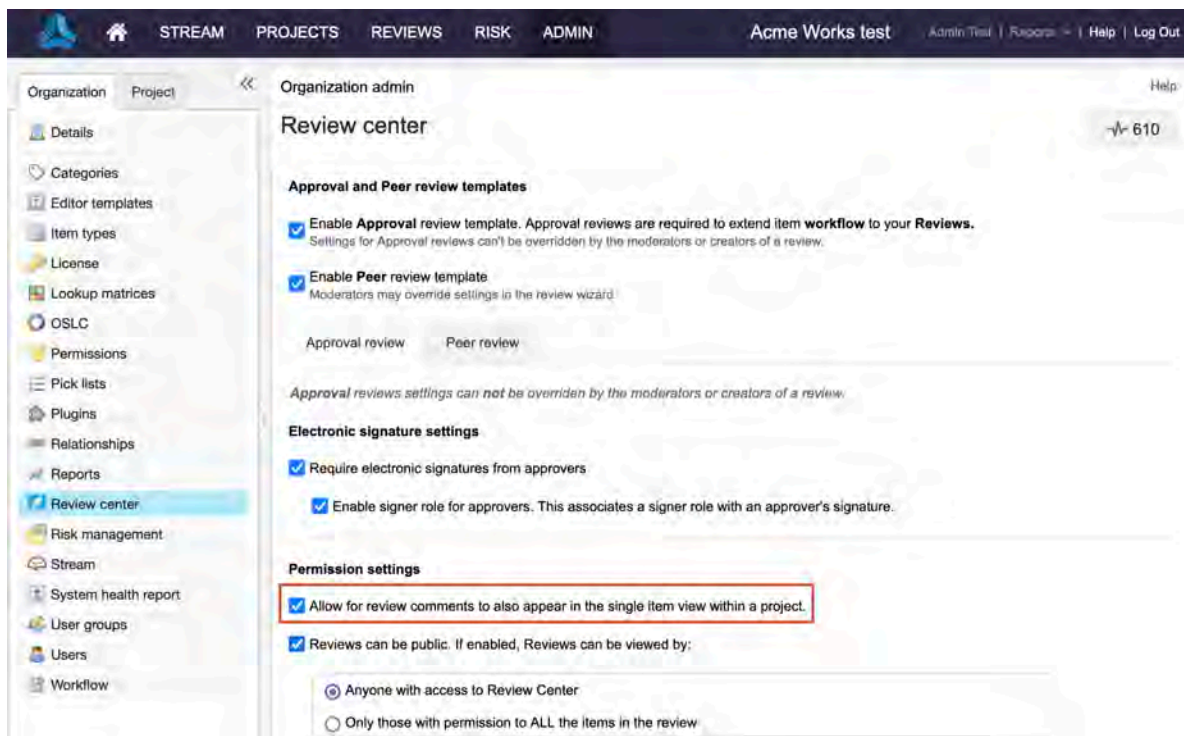 STREAM PROJECTS REVIEWS RISK ADMIN Acme Works test Admin Test | Reports | Help | Log Out
Organization Project
Details
Categories
Editor templates
Item types
License
Lookup matrices
OSLC
Permissions
Pick lists
Plugins
Relationships
Reports
Review center
Risk management
Stream
System health report
User groups
Users
Workflow
Organization admin Help
Review center 610
Approval and Peer review templates
Enable Approval review template. Approval reviews are required to extend item workflow to your Reviews.
Settings for Approval reviews can't be overridden by the moderators or creators of a review.
Enable Peer review template
Moderators may override settings in the review wizard
Approval review Peer review
Approval reviews settings can not be overriden by the moderators or creators of a review.
Electronic signature settings
Require electronic signatures from approvers
Enable signer role for approvers. This associates a signer role with an approver's signature.
Permission settings
Allow for review comments to also appear in the single item view within a project.
Reviews can be public. If enabled, Reviews can be viewed by:
Anyone with access to Review Center
Only those with permission to ALL the items in the review